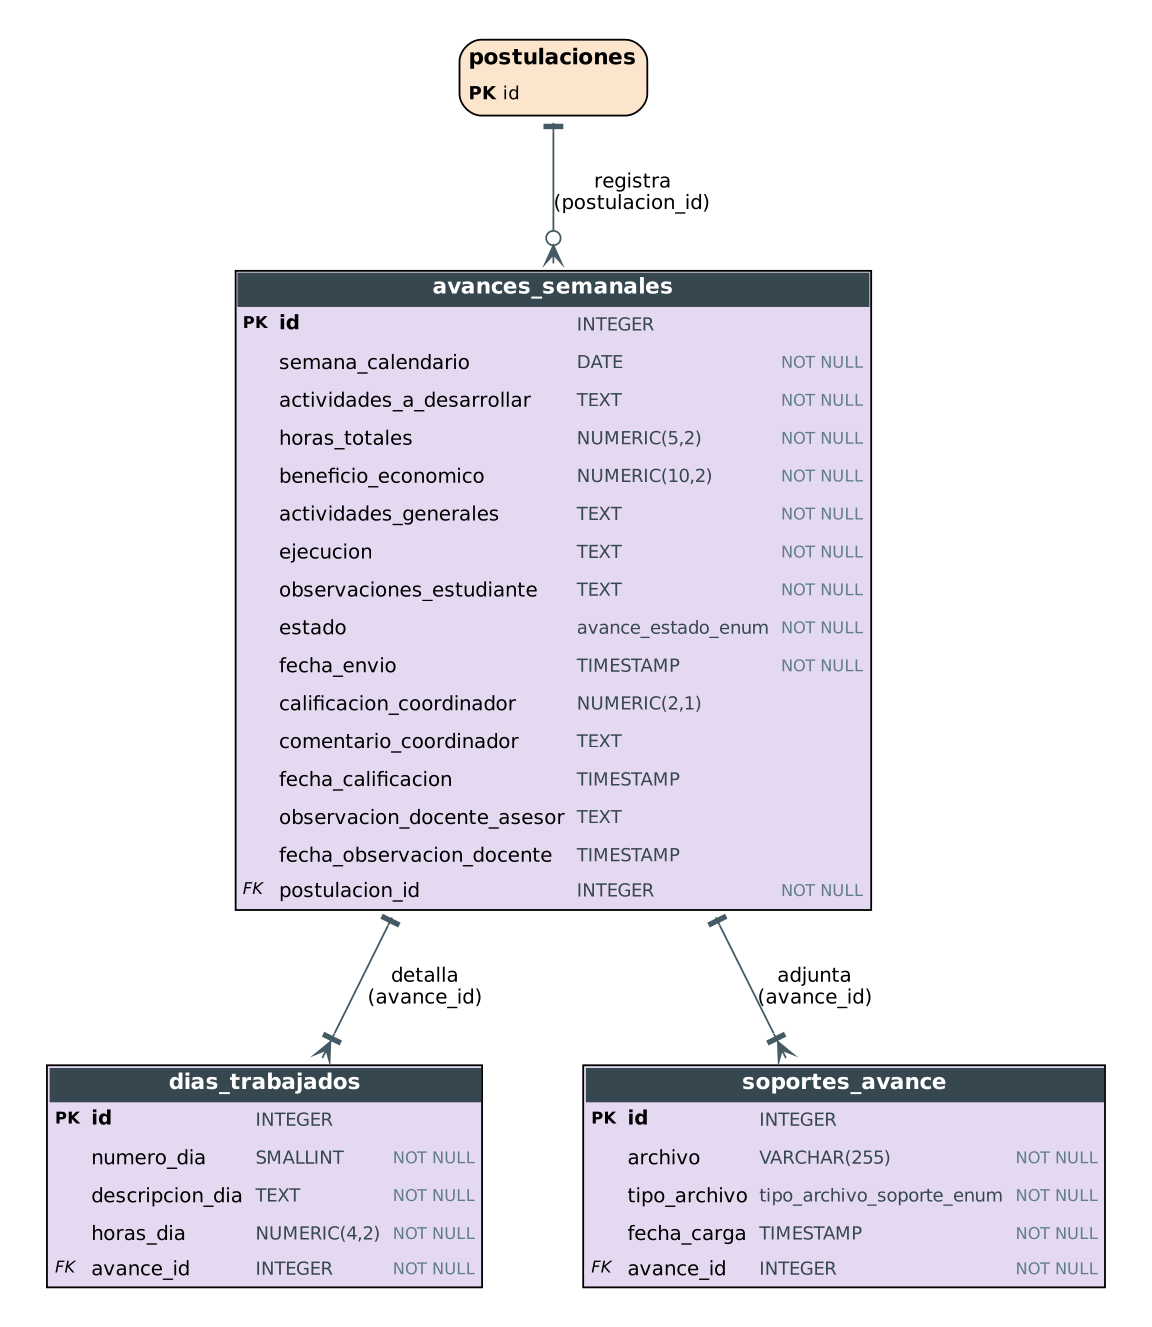 postulaciones
PK id
registra
(postulacion_id)
avances_semanales
PK id INTEGER
semana_calendario DATE NOT NULL
actividades_a_desarrollar TEXT NOT NULL
horas_totales NUMERIC(5,2) NOT NULL
beneficio_economico NUMERIC(10,2) NOT NULL
actividades_generales TEXT NOT NULL
ejecucion TEXT NOT NULL
observaciones_estudiante TEXT NOT NULL
estado avance_estado_enum NOT NULL
fecha_envio TIMESTAMP NOT NULL
calificacion_coordinador NUMERIC(2,1)
comentario_coordinador TEXT
fecha_calificacion TIMESTAMP
observacion_docente_asesor TEXT
fecha_observacion_docente TIMESTAMP
FK postulacion_id INTEGER NOT NULL
detalla
(avance_id)
adjunta
(avance_id)
dias_trabajados
PK id INTEGER
numero_dia SMALLINT NOT NULL
descripcion_dia TEXT NOT NULL
horas_dia NUMERIC(4,2) NOT NULL
FK avance_id INTEGER NOT NULL
soportes_avance
PK id INTEGER
archivo VARCHAR(255) NOT NULL
tipo_archivo tipo_archivo_soporte_enum NOT NULL
fecha_carga TIMESTAMP NOT NULL
FK avance_id INTEGER NOT NULL